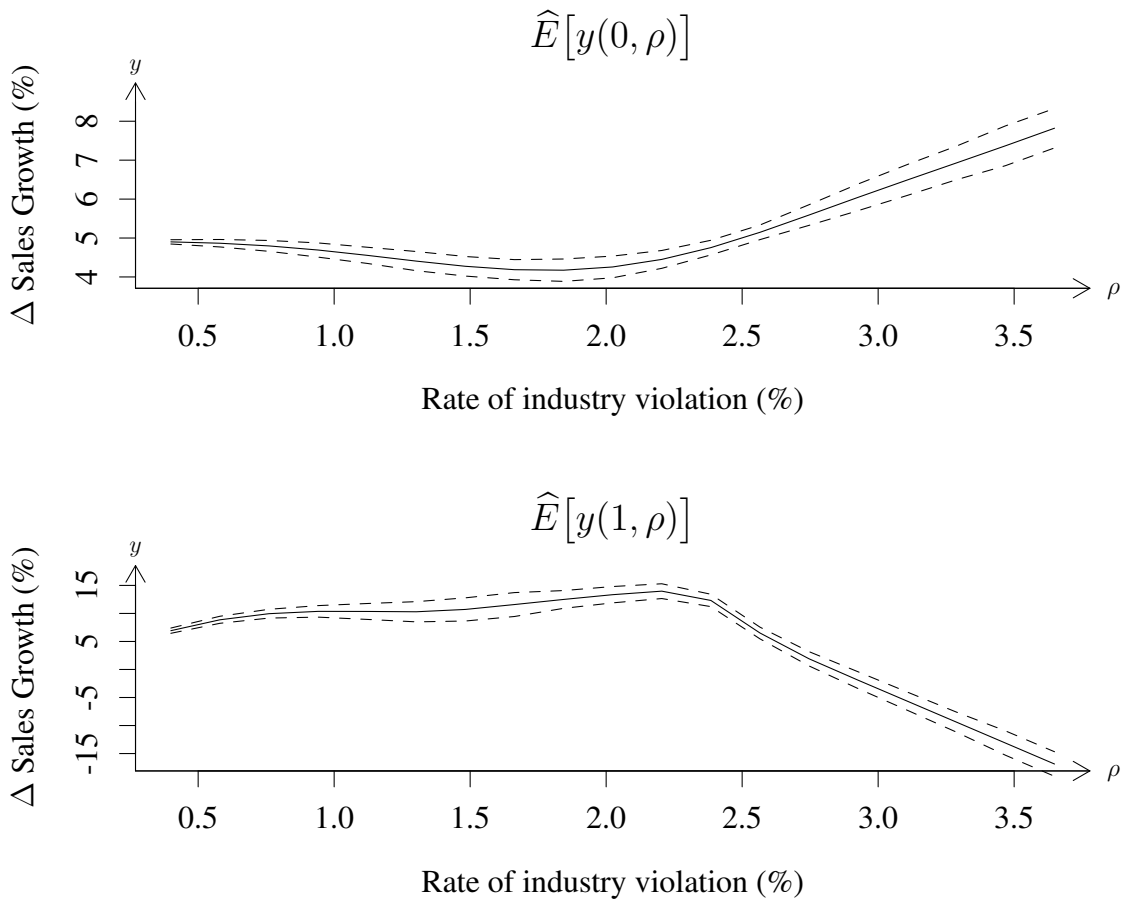 Ê[y(0, ρ)]
y
Δ Sales Growth (%)
8
7
6
5
4
ρ
0.5 1.0 1.5 2.0 2.5 3.0 3.5
Rate of industry violation (%)
Ê[y(1, ρ)]
y
Δ Sales Growth (%)
15
5
-5
-15
ρ
0.5 1.0 1.5 2.0 2.5 3.0 3.5
Rate of industry violation (%)